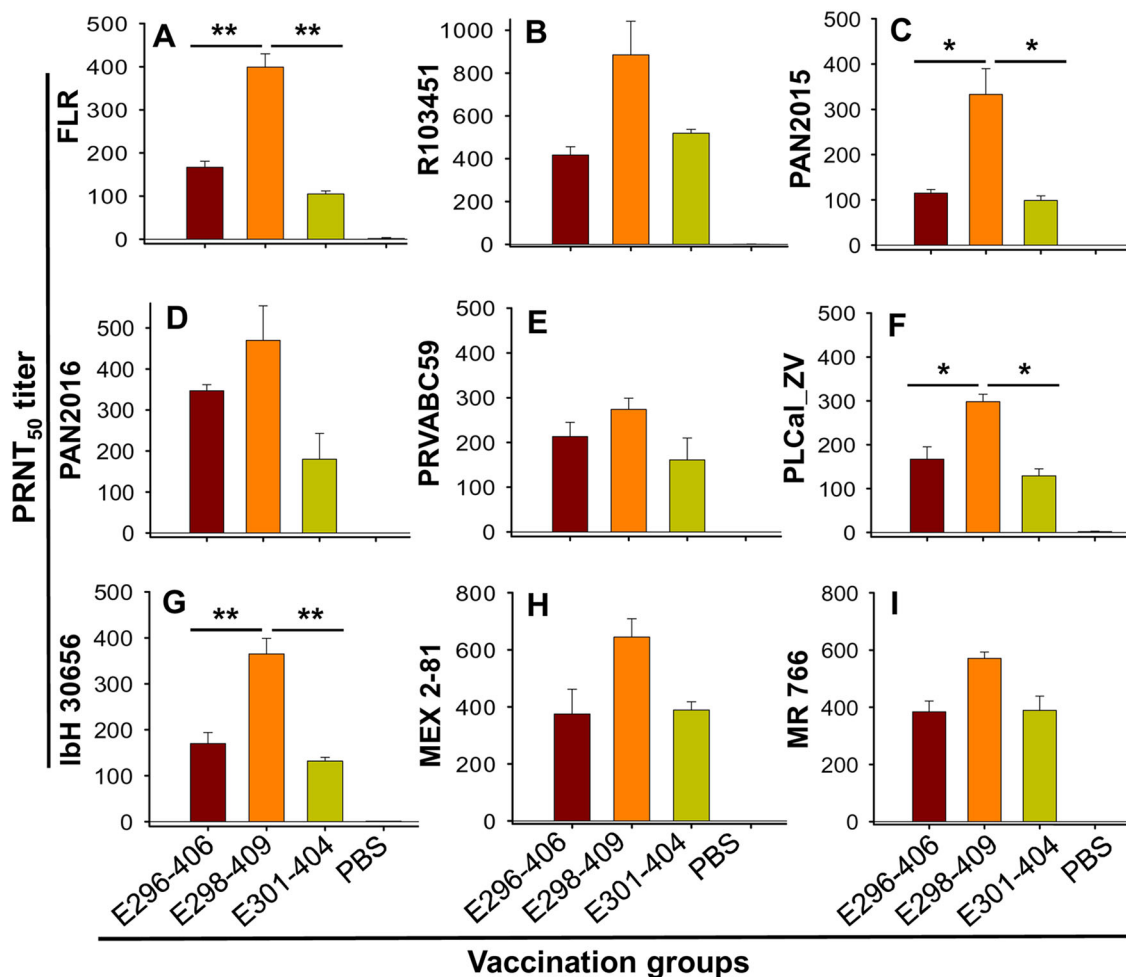 PRNT50 titer
A
FLR
500
400
300
200
100
0
** **
B
R103451
1000
800
600
400
200
0
C
PAN2015
500
400
300
200
100
0
* *
D
PAN2016
500
400
300
200
100
0
E
PRVABC59
500
400
300
200
100
0
F
PLCal_ZV
500
400
300
200
100
0
* *
G
IbH 30656
500
400
300
200
100
0
** **
H
MEX 2-81
800
600
400
200
0
I
MR 766
800
600
400
200
0
E296-406
E298-409
E301-404
PBS
E296-406
E298-409
E301-404
PBS
E296-406
E298-409
E301-404
PBS
Vaccination groups